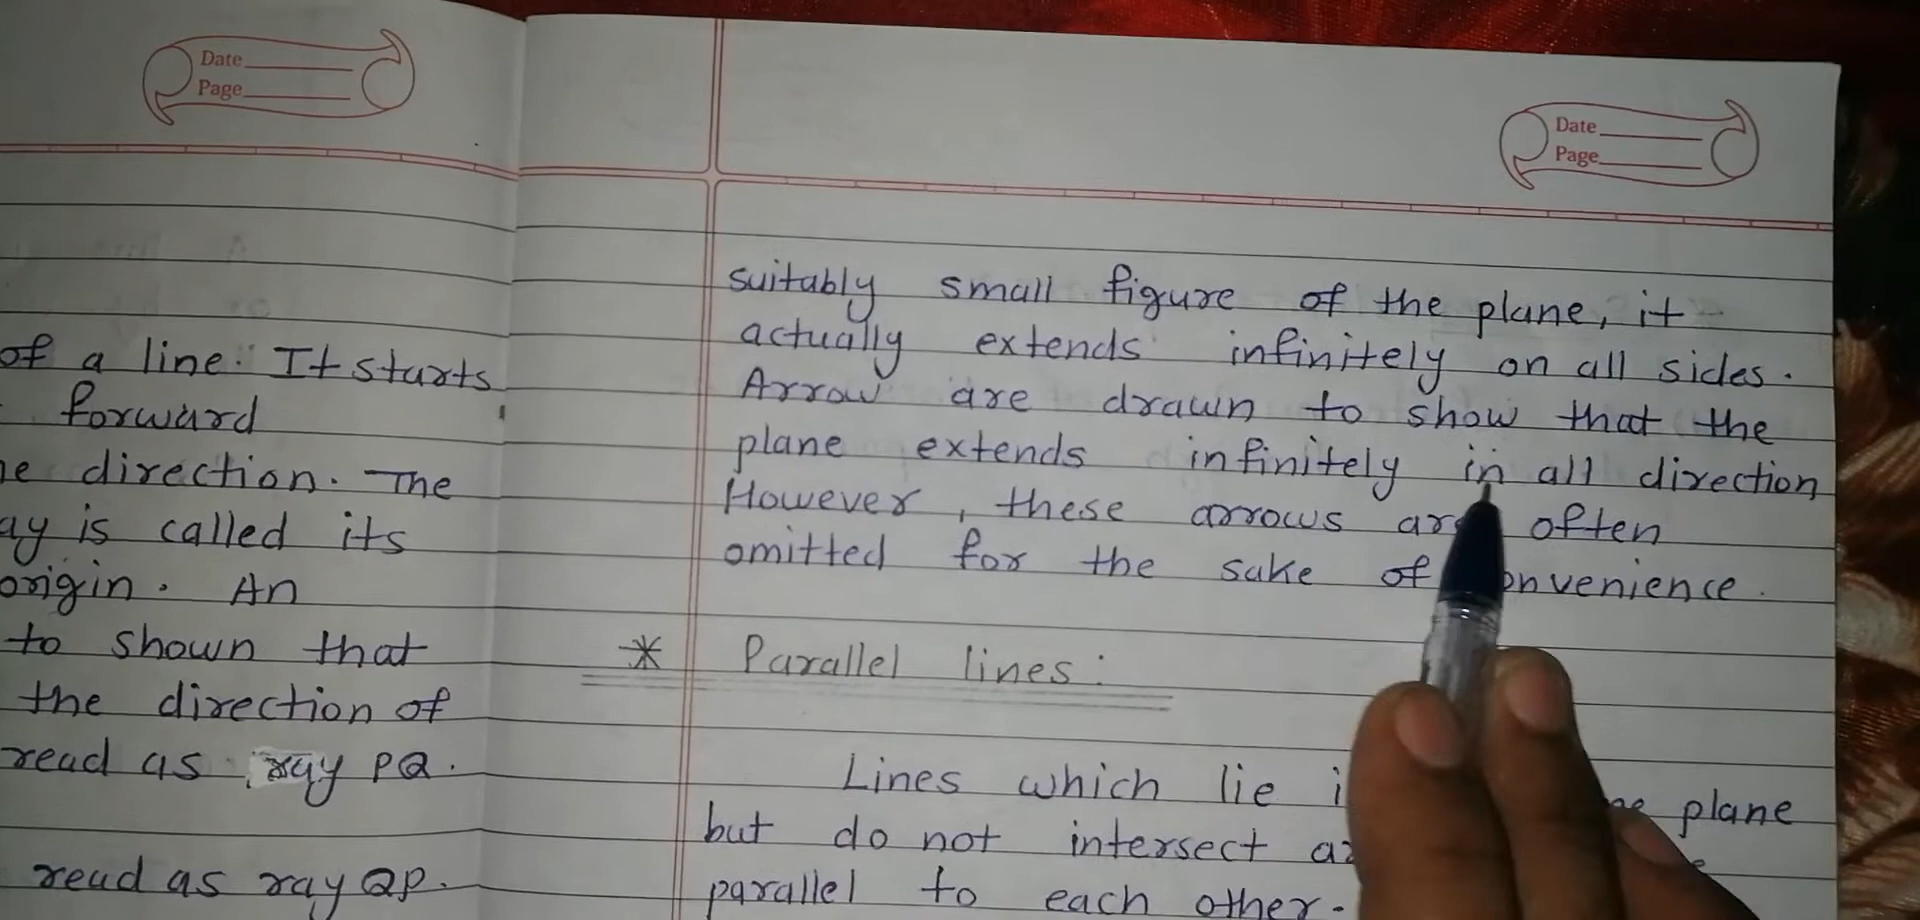 Date
Page
of a line. It starts
forward
direction. The
is called its
origin. An
to shown that
the direction of
read as ray PQ.
read as ray QP.
Date
Page
suitably small figure of the plane, it
actually extends infinitely on all sides.
Arrow are drawn to show that the
plane extends infinitely in all direction
However, these arrows are often
omitted for the sake of
* Parallel lines:
Lines which lie plane
but do not intersect
parallel to each other.